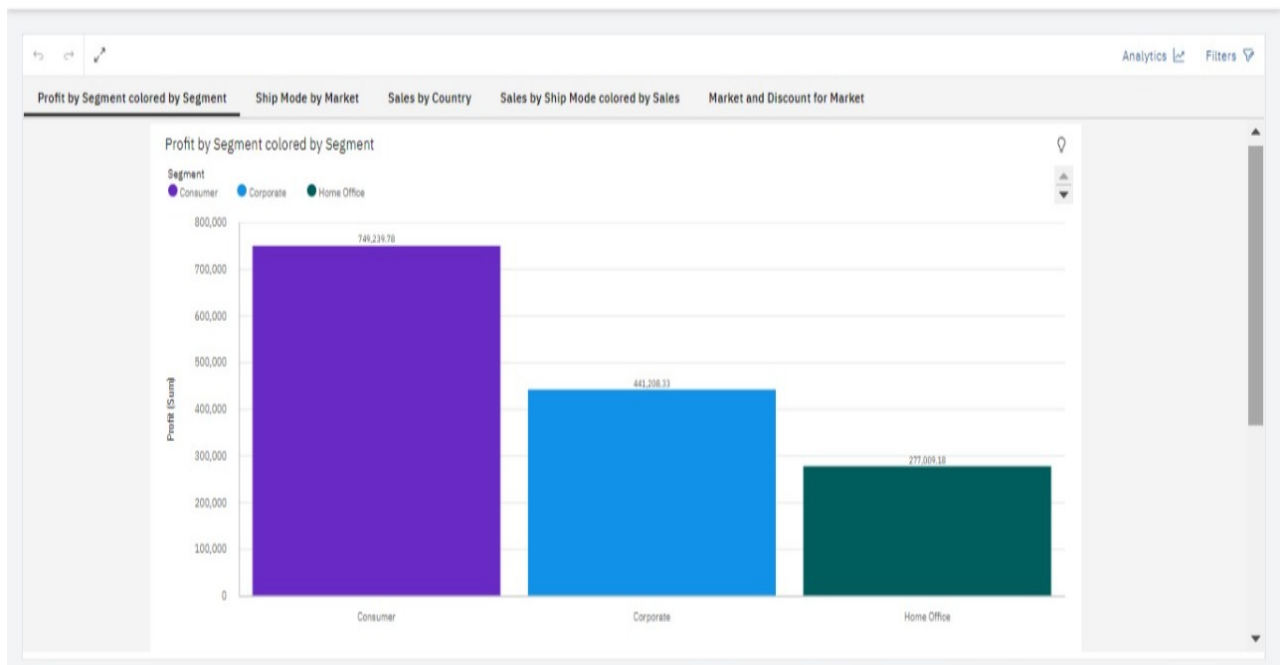 Analytics Filters
Profit by Segment colored by Segment Ship Mode by Market Sales by Country Sales by Ship Mode colored by Sales Market and Discount for Market
Profit by Segment colored by Segment
Segment
Consumer Corporate Home Office
800,000
749,239.78
700,000
600,000
500,000
441,208.33
400,000
300,000
277,009.18
200,000
100,000
0
Profit (Sum)
Consumer Corporate Home Office